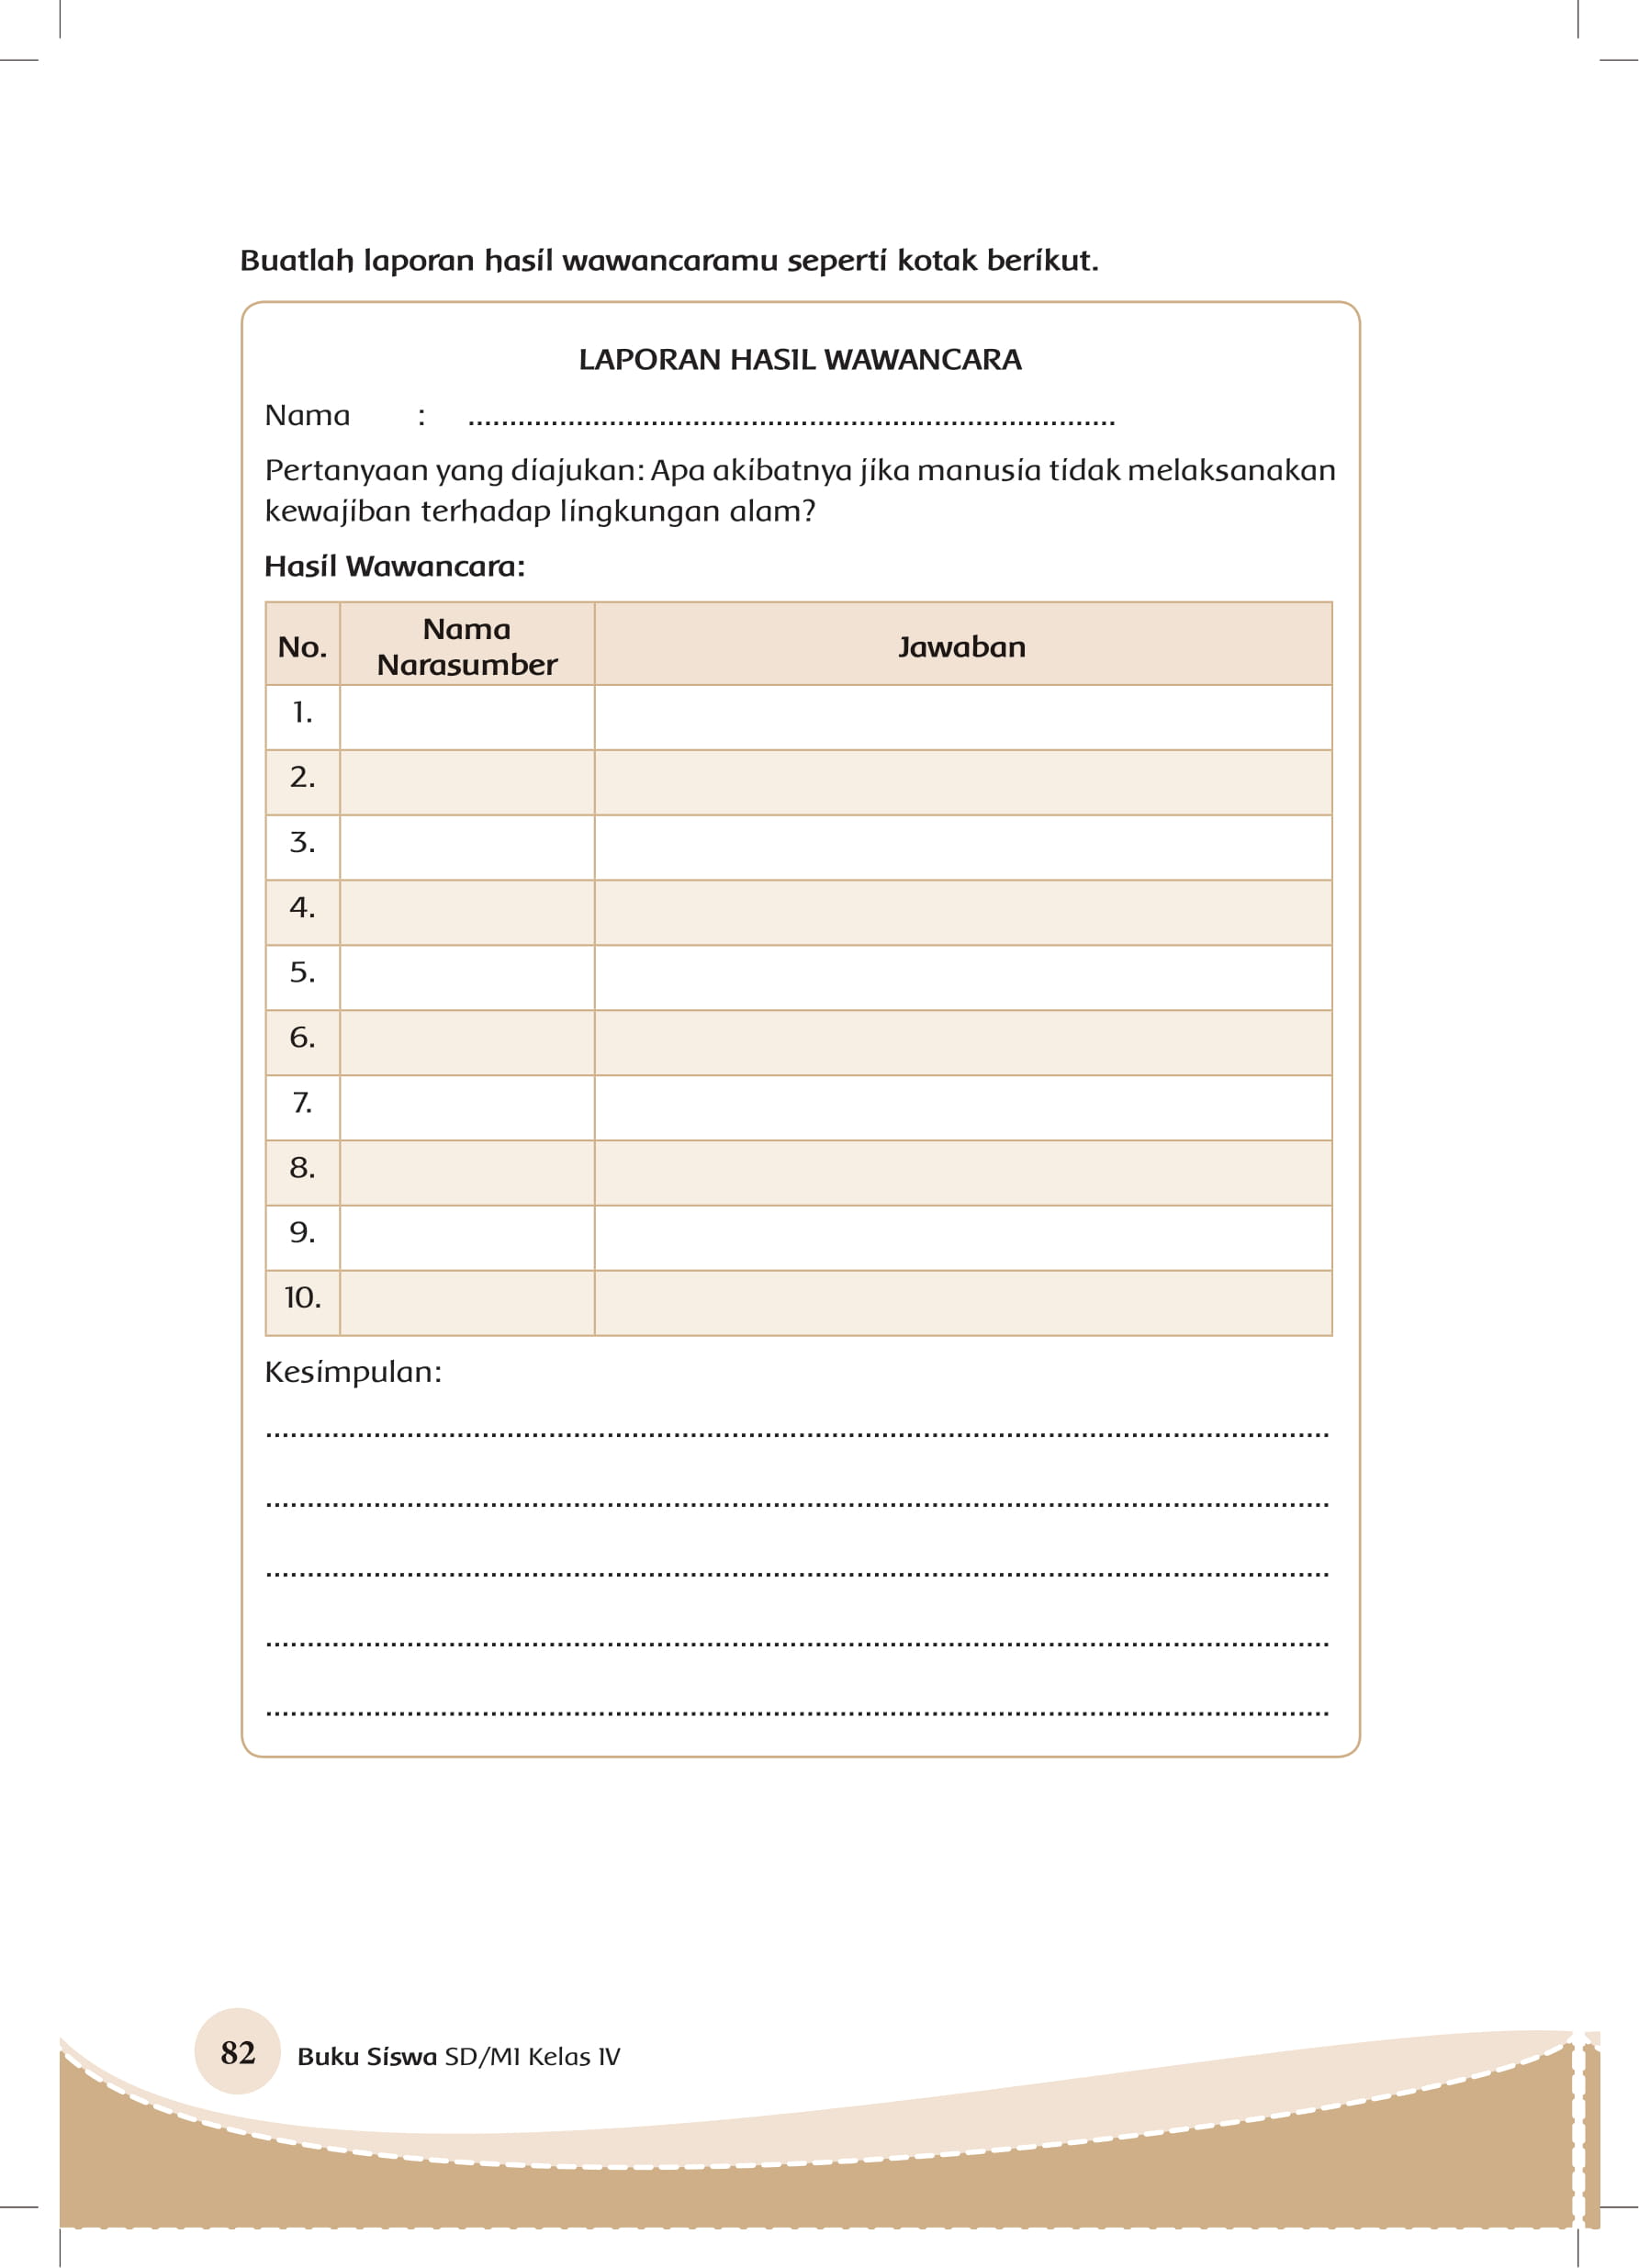 Buatlah laporan hasil wawancaramu seperti kotak berikut.
LAPORAN HASIL WAWANCARA
Nama : ..............................................................................
Pertanyaan yang diajukan: Apa akibatnya jika manusia tidak melaksanakan
kewajiban terhadap lingkungan alam?
Hasil Wawancara:
No. Nama Narasumber Jawaban
1.
2.
3.
4.
5.
6.
7.
8.
9.
10.
Kesimpulan:
................................................................................................................................
................................................................................................................................
................................................................................................................................
................................................................................................................................
................................................................................................................................
82 Buku Siswa SD/MI Kelas IV